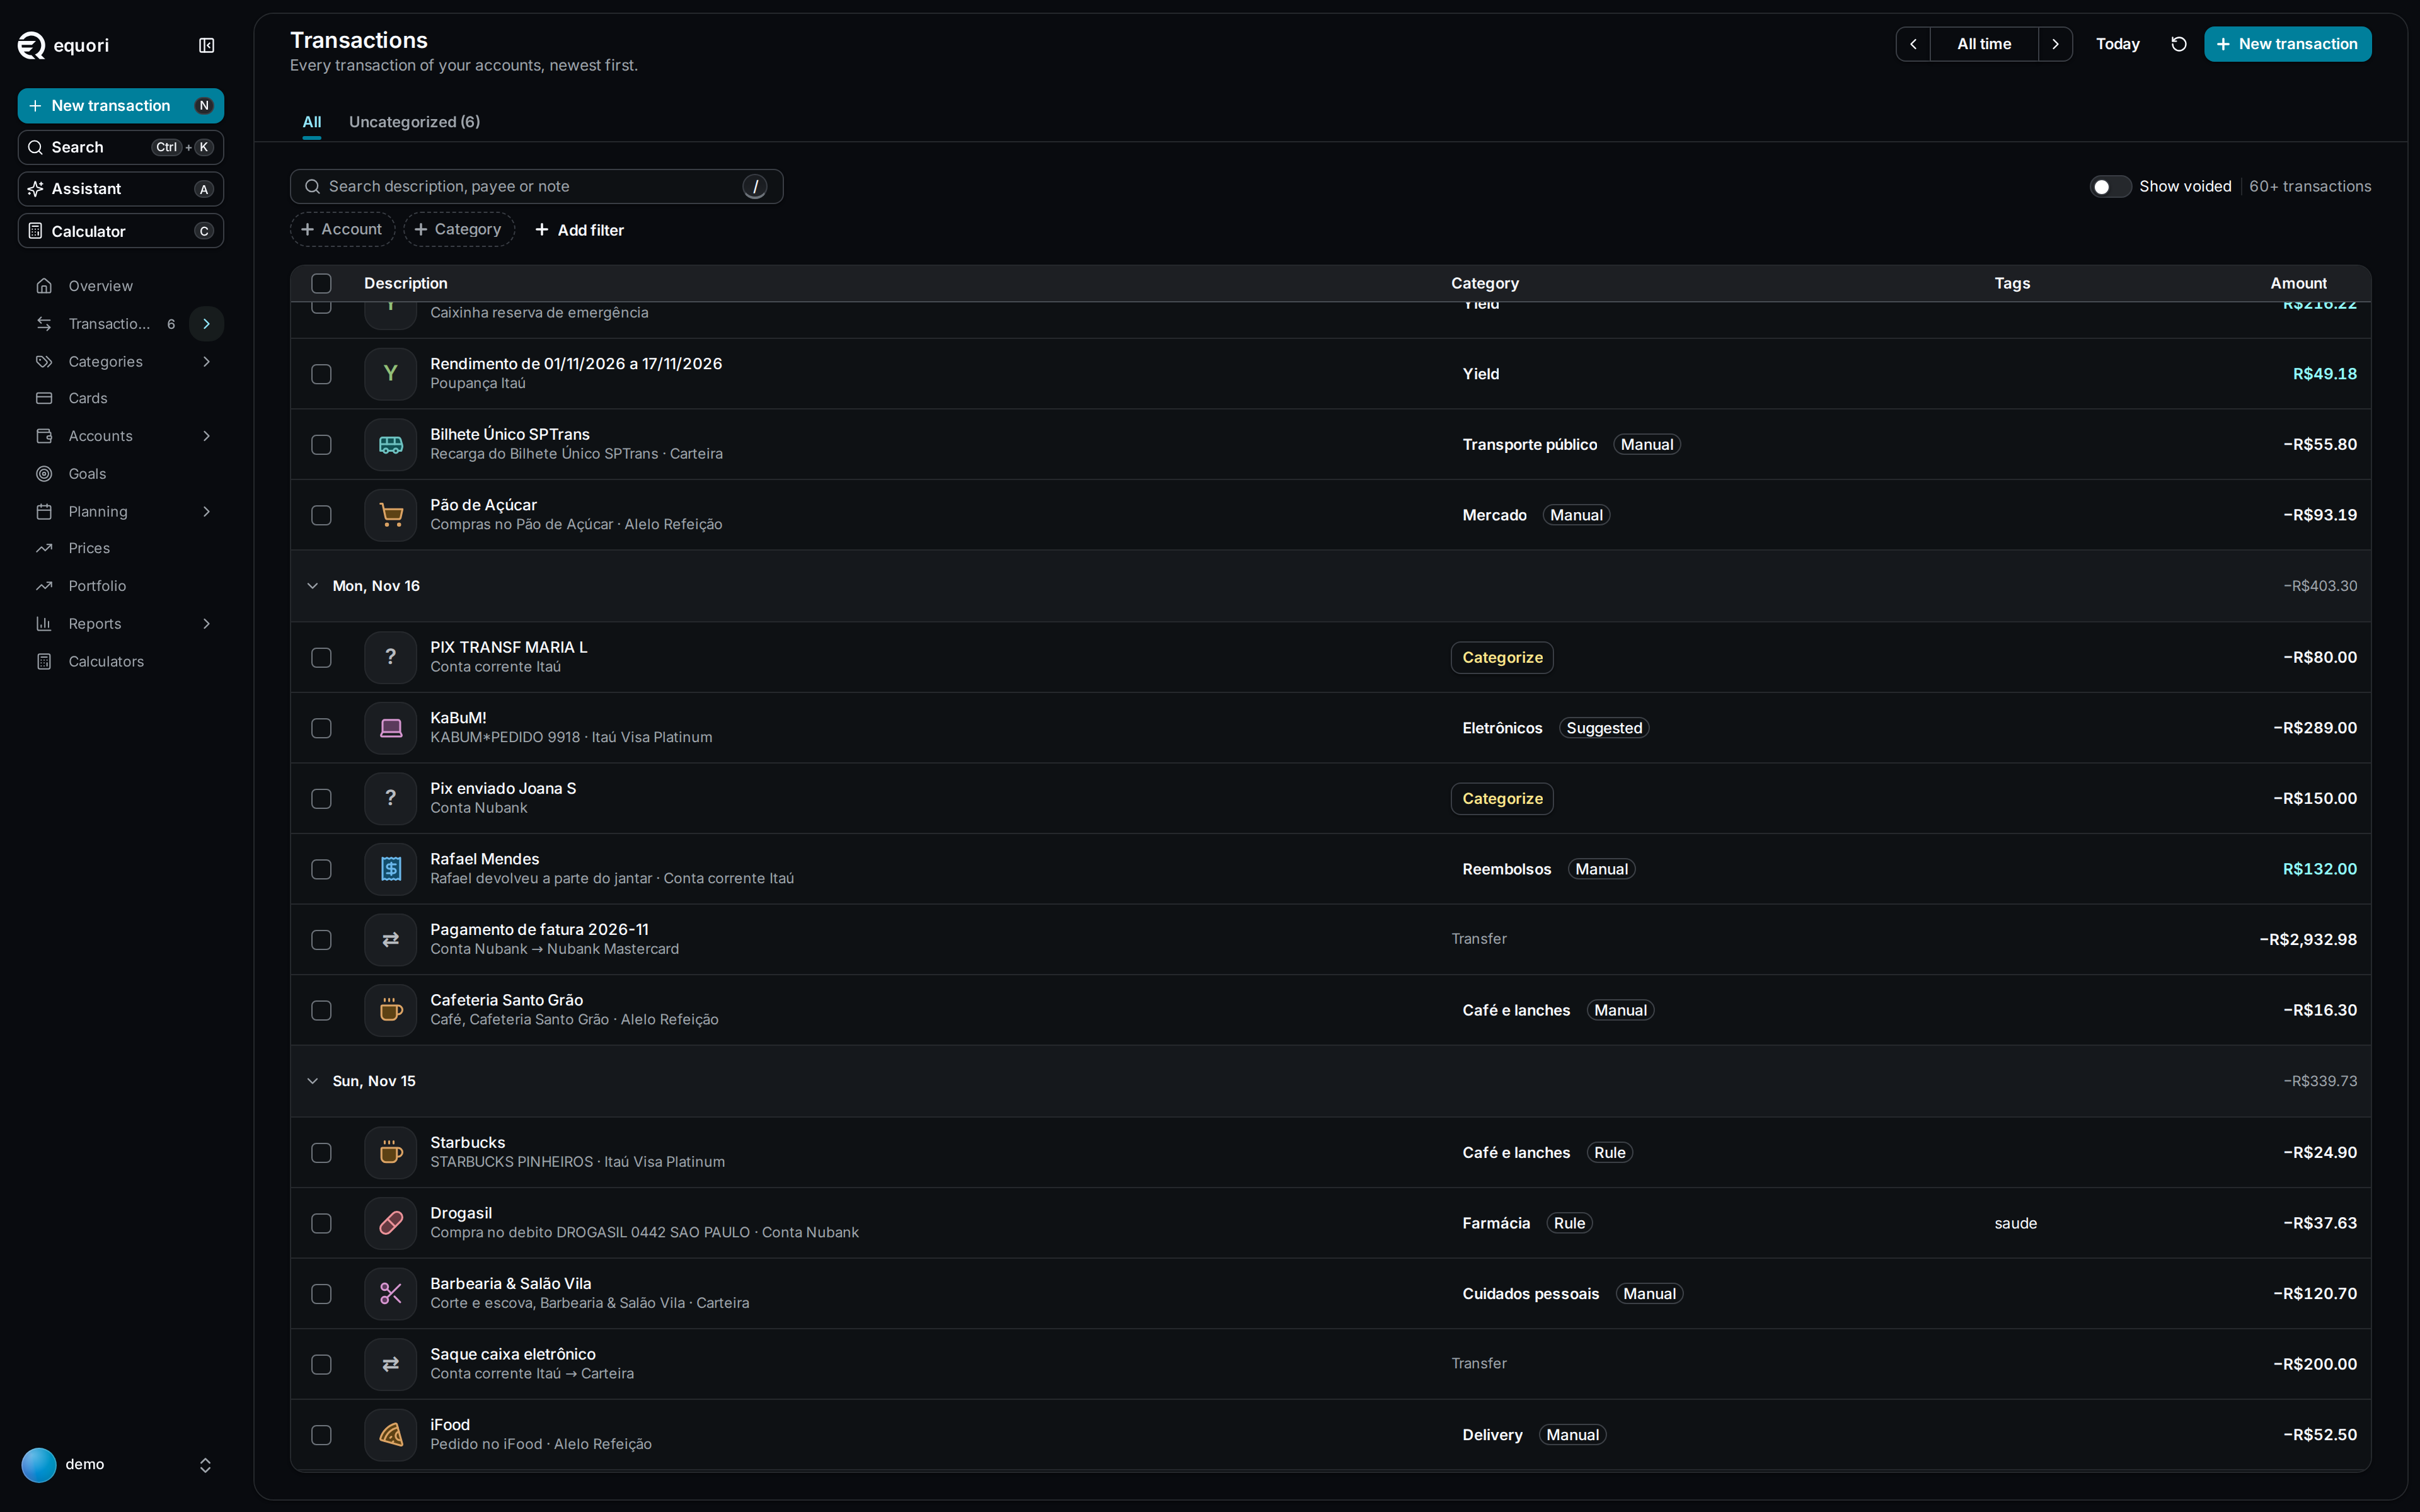 equori
New transaction N
Search Ctrl + K
Assistant A
Calculator C
Overview
Transactio... 6
Categories
Cards
Accounts
Goals
Planning
Prices
Portfolio
Reports
Calculators
demo
Transactions
Every transaction of your accounts, newest first.
All time
Today
New transaction
All
Uncategorized (6)
Search description, payee or note /
Show voided
60+ transactions
Account
Category
Add filter
Description Category Tags Amount
Y Yield R$216.22
Caixinha reserva de emergência
Y Rendimento de 01/11/2026 a 17/11/2026
Poupança Itaú
Yield R$49.18
Bilhete Único SPTrans
Recarga do Bilhete Único SPTrans · Carteira
Transporte público Manual −R$55.80
Pão de Açúcar
Compras no Pão de Açúcar · Alelo Refeição
Mercado Manual −R$93.19
Mon, Nov 16 −R$403.30
? PIX TRANSF MARIA L
Conta corrente Itaú
Categorize −R$80.00
KaBuM!
KABUM*PEDIDO 9918 · Itaú Visa Platinum
Eletrônicos Suggested −R$289.00
? Pix enviado Joana S
Conta Nubank
Categorize −R$150.00
Rafael Mendes
Rafael devolveu a parte do jantar · Conta corrente Itaú
Reembolsos Manual R$132.00
Pagamento de fatura 2026-11
Conta Nubank → Nubank Mastercard
Transfer −R$2,932.98
Cafeteria Santo Grão
Café, Cafeteria Santo Grão · Alelo Refeição
Café e lanches Manual −R$16.30
Sun, Nov 15 −R$339.73
Starbucks
STARBUCKS PINHEIROS · Itaú Visa Platinum
Café e lanches Rule −R$24.90
Drogasil
Compra no debito DROGASIL 0442 SAO PAULO · Conta Nubank
Farmácia Rule saude −R$37.63
Barbearia & Salão Vila
Corte e escova, Barbearia & Salão Vila · Carteira
Cuidados pessoais Manual −R$120.70
Saque caixa eletrônico
Conta corrente Itaú → Carteira
Transfer −R$200.00
iFood
Pedido no iFood · Alelo Refeição
Delivery Manual −R$52.50